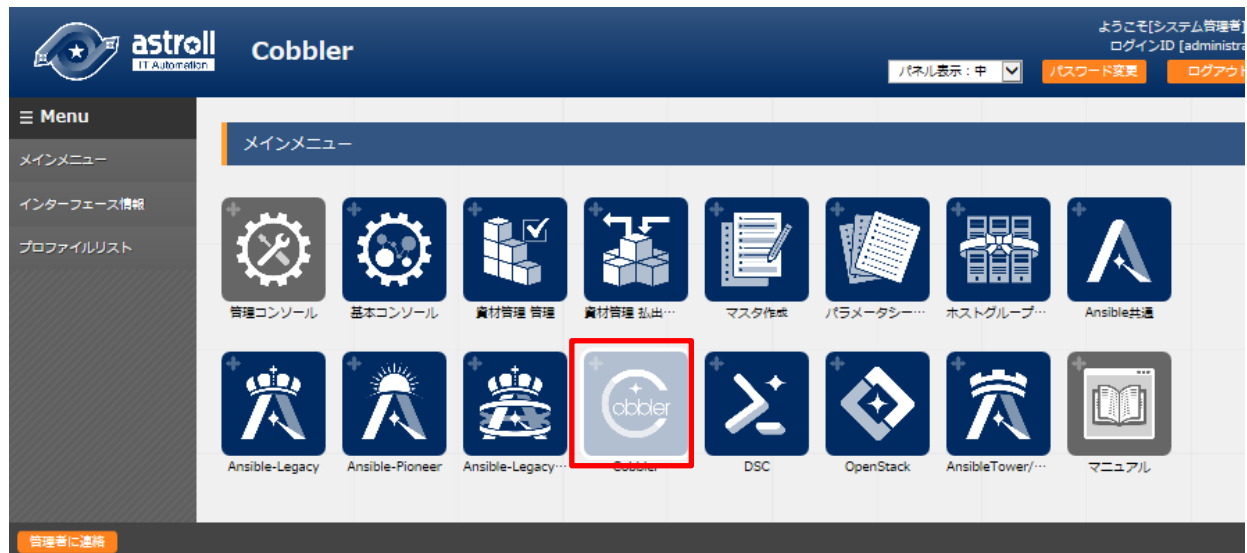 astroll
IT Automation
Cobbler
ようこそ[システム管理者]
ログインID [administra
パネル表示：中
パスワード変更
ログアウト
☰ Menu
メインメニュー
インターフェース情報
プロファイルリスト
メインメニュー
管理コンソール
基本コンソール
資材管理 管理
資材管理 払出…
マスタ作成
パラメータシー…
ホストグループ…
Ansible共通
Cobbler
Ansible-Legacy
Ansible-Pioneer
Ansible-Legacy…
Cobbler
DSC
OpenStack
AnsibleTower/…
マニュアル
管理者に連絡